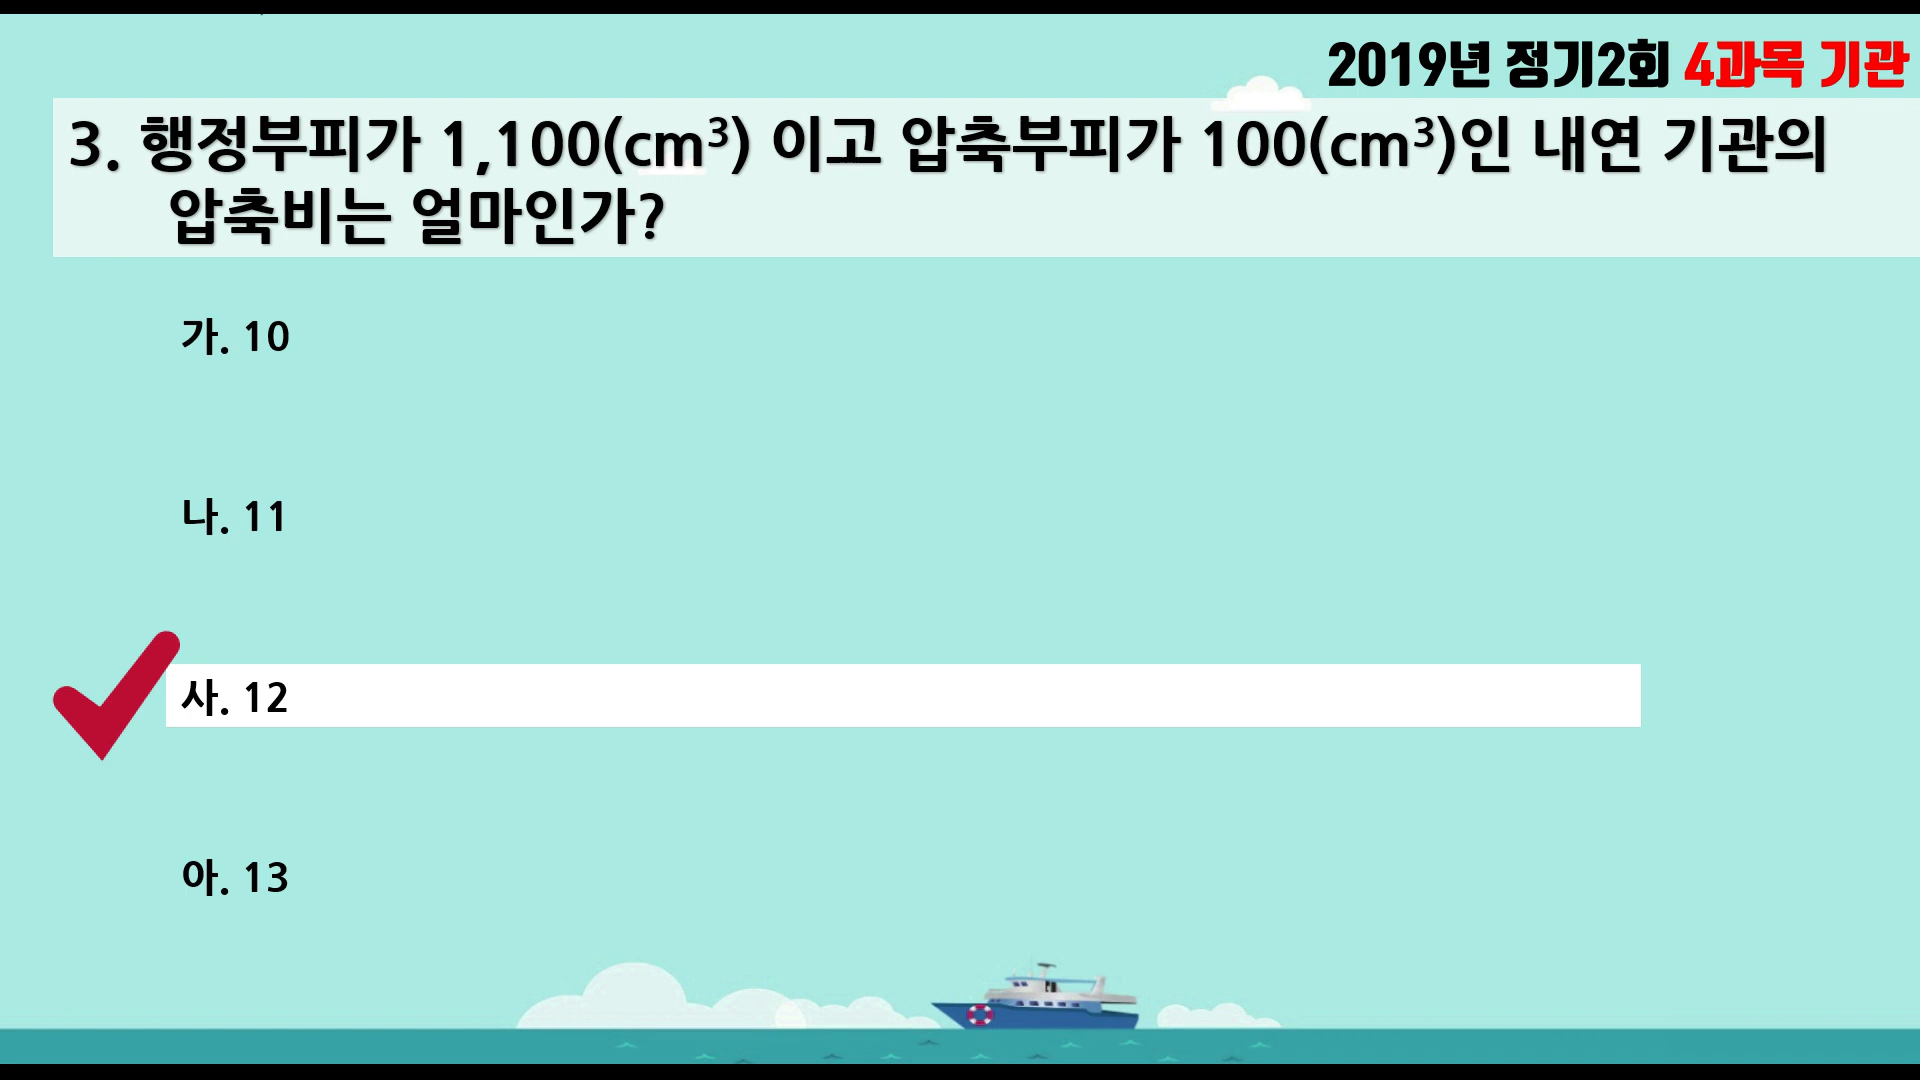 2019년 정기2회 4과목 기관
3. 행정부피가 1,100(cm³) 이고 압축부피가 100(cm³)인 내연 기관의
압축비는 얼마인가?
가. 10
나. 11
사. 12
아. 13